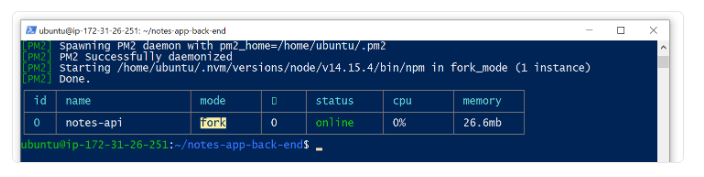 ubuntu@ip-172-31-26-251: ~/notes-app-back-end
[PM2] Spawning PM2 daemon with pm2_home=/home/ubuntu/.pm2
[PM2] PM2 Successfully daemonized
[PM2] Starting /home/ubuntu/.nvm/versions/node/v14.15.4/bin/npm in fork_mode (1 instance)
[PM2] Done.
id name mode status cpu memory
0 notes-api fork 0 online 0% 26.6mb
ubuntu@ip-172-31-26-251:~/notes-app-back-end$